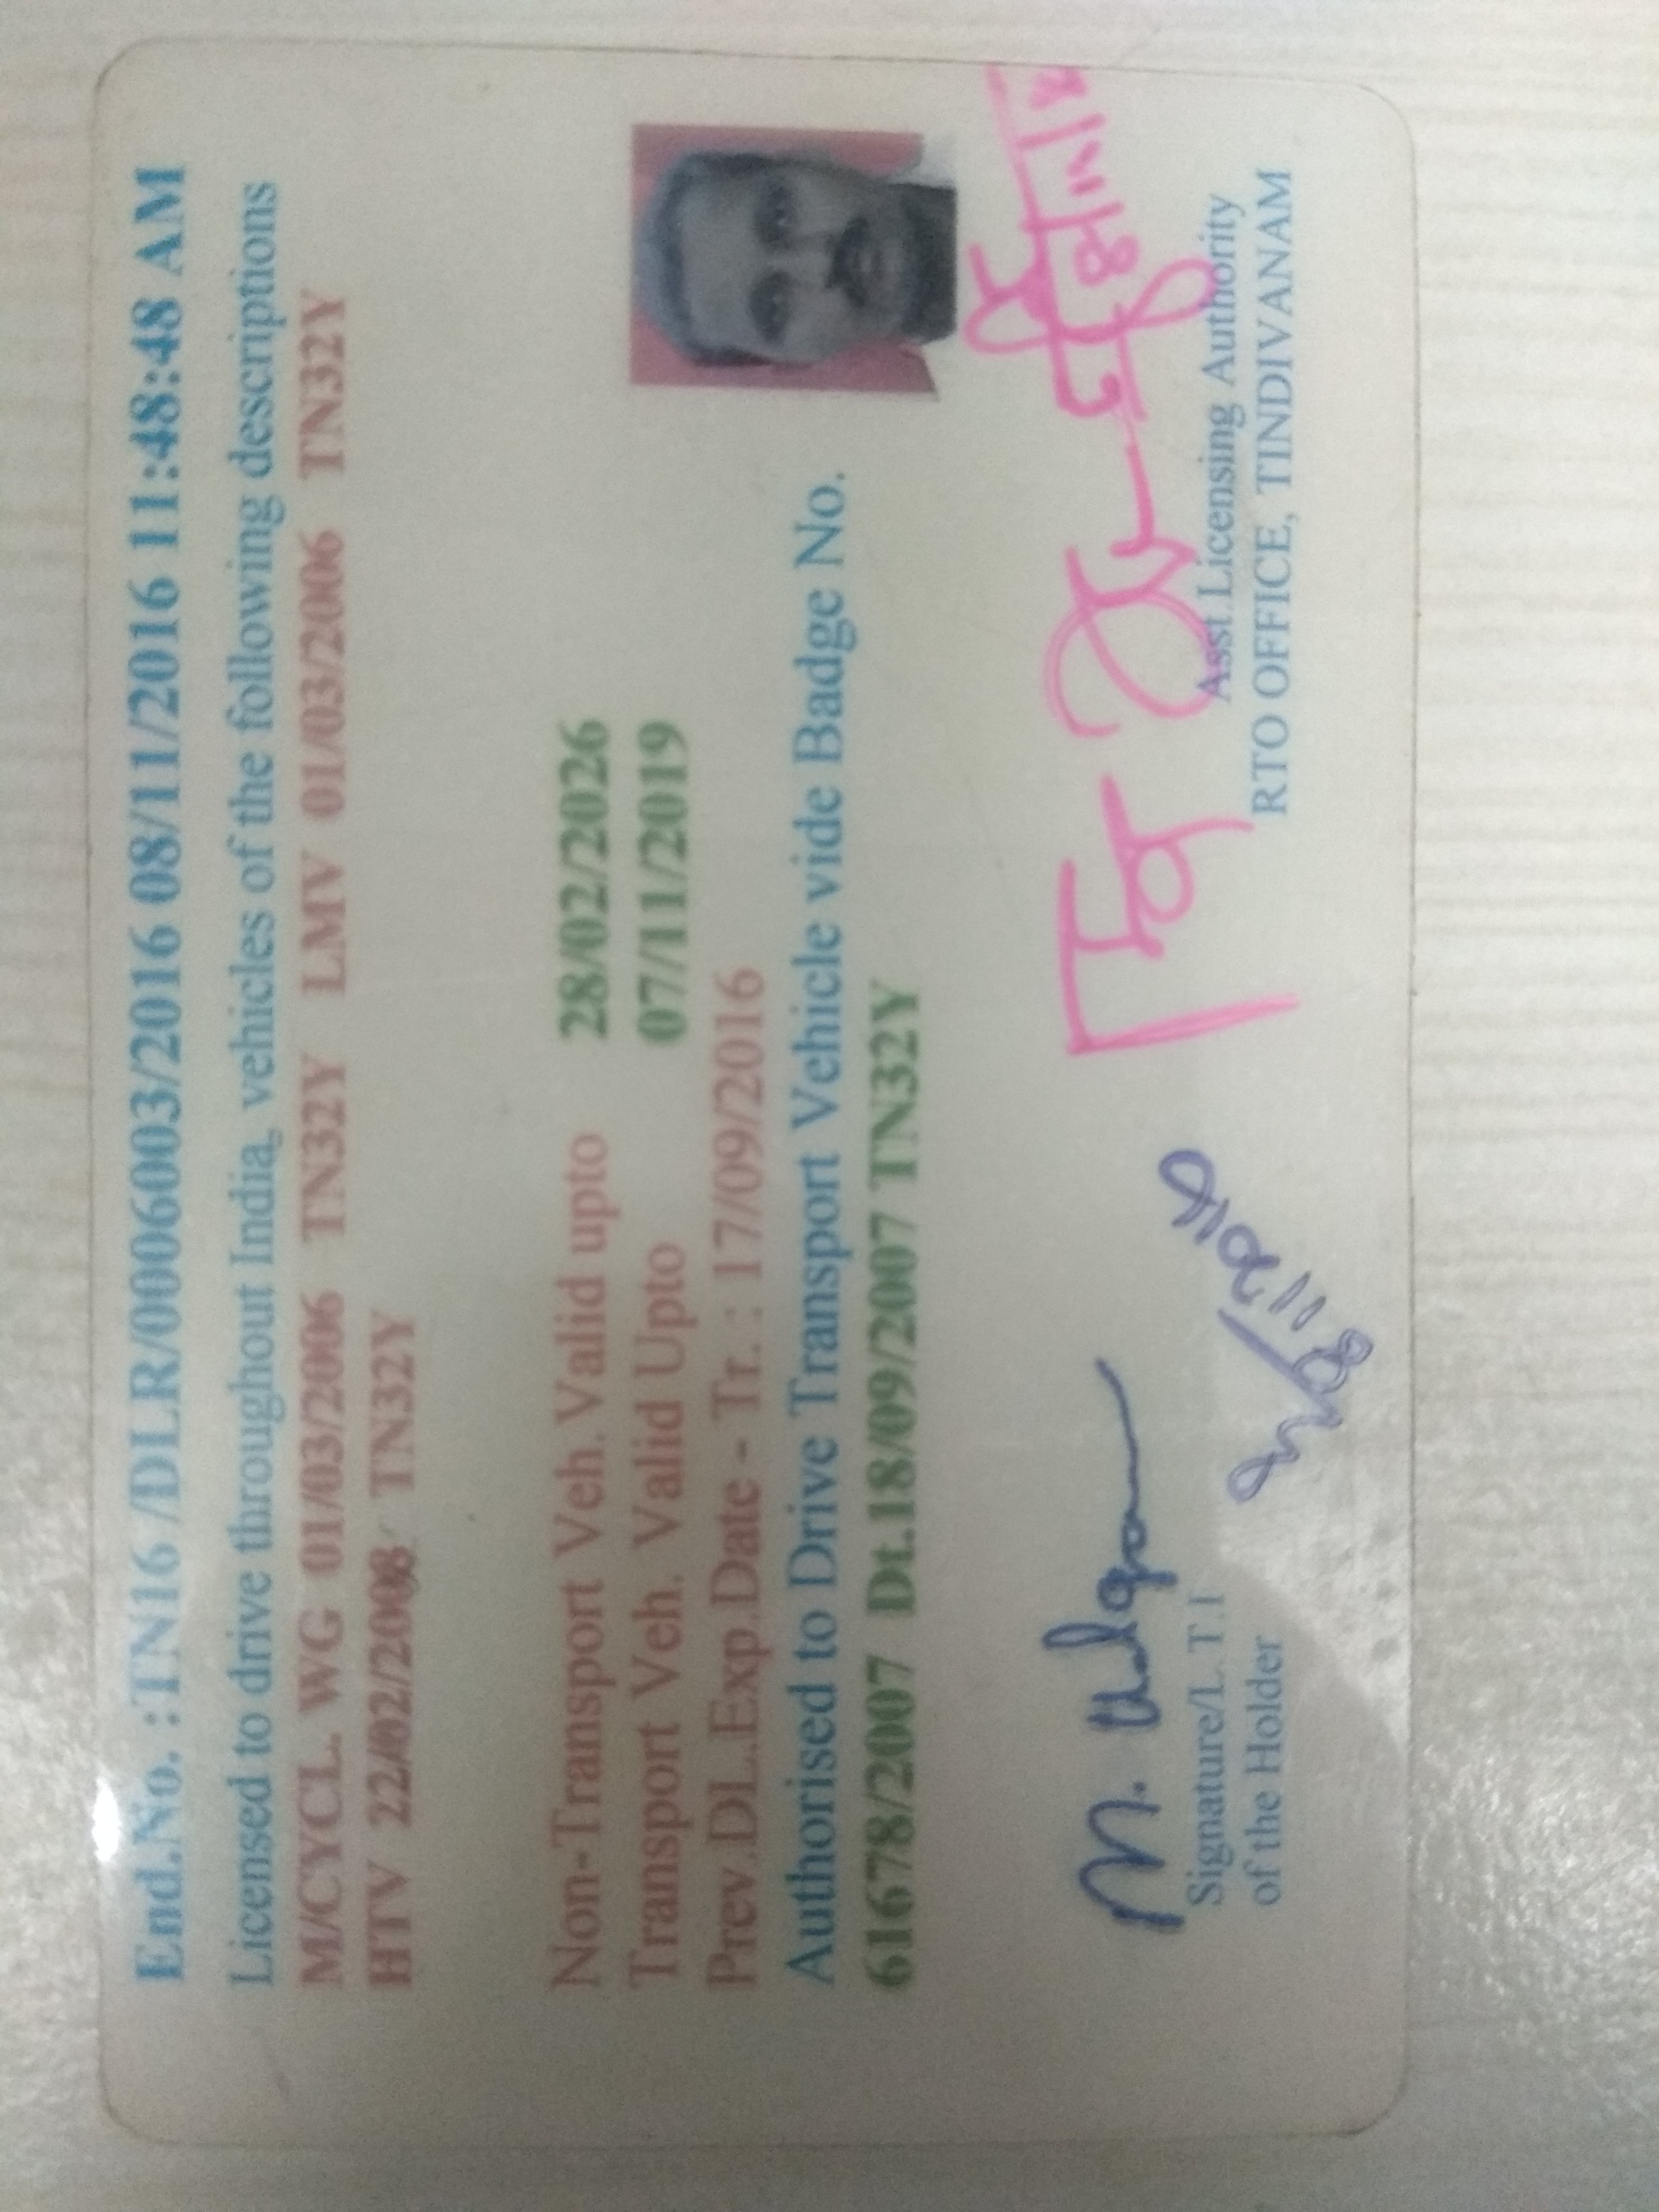 End.No. :TN16 /DLR/0006003/2016 08/11/2016 11:48:48 AM
Licensed to drive throughout India, vehicles of the following descriptions
M/CYCL. WG 01/03/2006 TN32Y LMV 01/03/2006 TN32Y
HTV 22/02/2008 TN32Y
Non-Transport Veh.Valid upto 28/02/2026
Transport Veh. Valid Upto 07/11/2019
Prev.DL.Exp.Date - Tr. : 17/09/2016
Authorised to Drive Transport Vehicle vide Badge No.
61678/2007 Dt.18/09/2007 TN32Y
Signature/L.T.I
of the Holder
Asst.Licensing Authority
RTO OFFICE, TINDIVANAM